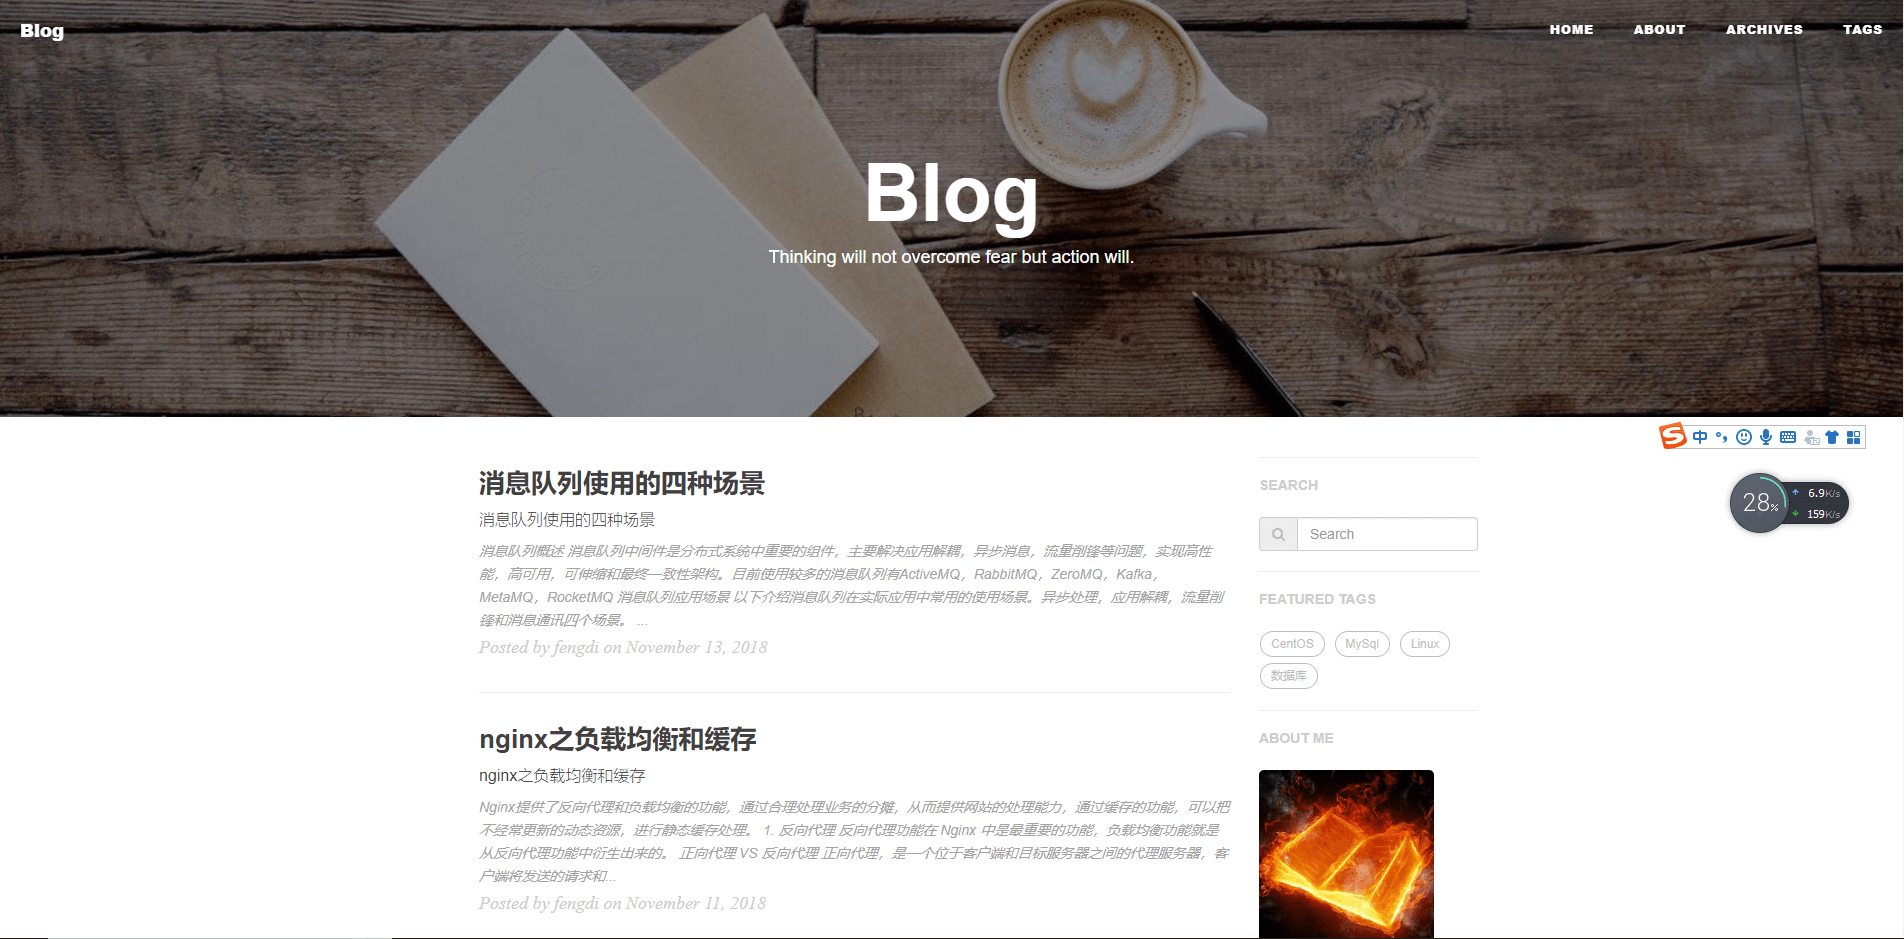 Blog
HOME ABOUT ARCHIVES TAGS
Blog
Thinking will not overcome fear but action will.
中
28%
6.9K/s
159K/s
消息队列使用的四种场景
消息队列使用的四种场景
消息队列概述 消息队列中间件是分布式系统中重要的组件，主要解决应用解耦，异步消息，流量削锋等问题，实现高性
能，高可用，可伸缩和最终一致性架构。目前使用较多的消息队列有ActiveMQ，RabbitMQ，ZeroMQ，Kafka，
MetaMQ，RocketMQ 消息队列应用场景 以下介绍消息队列在实际应用中常用的使用场景。异步处理，应用解耦，流量削
锋和消息通讯四个场景。 ...
Posted by fengdi on November 13, 2018
nginx之负载均衡和缓存
nginx之负载均衡和缓存
Nginx提供了反向代理和负载均衡的功能，通过合理处理业务的分摊，从而提供网站的处理能力，通过缓存的功能，可以把
不经常更新的动态资源，进行静态缓存处理。 1. 反向代理 反向代理功能在 Nginx 中是最重要的功能，负载均衡功能就是
从反向代理功能中衍生出来的。 正向代理 VS 反向代理 正向代理，是一个位于客户端和目标服务器之间的代理服务器，客
户端将发送的请求和...
Posted by fengdi on November 11, 2018
SEARCH
Search
FEATURED TAGS
CentOS MySql Linux
数据库
ABOUT ME